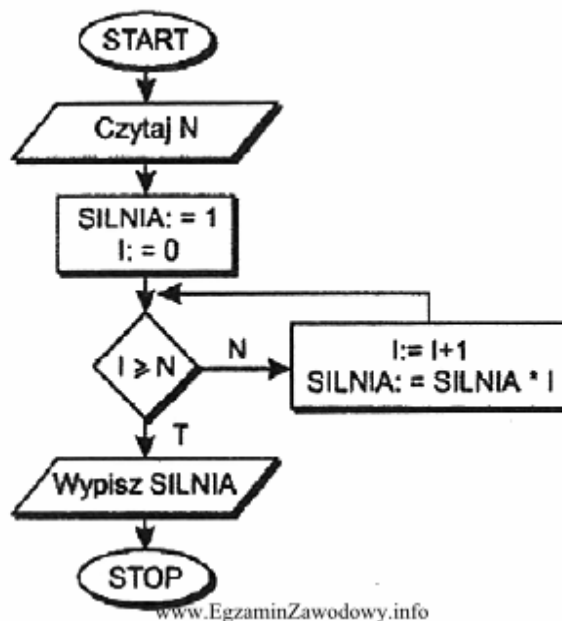 START
Czytaj N
SILNIA: = 1
I: = 0
I ⩾ N
N
I:= I+1
SILNIA: = SILNIA * I
T
Wypisz SILNIA
STOP
www.EgzaminZawodowy.info